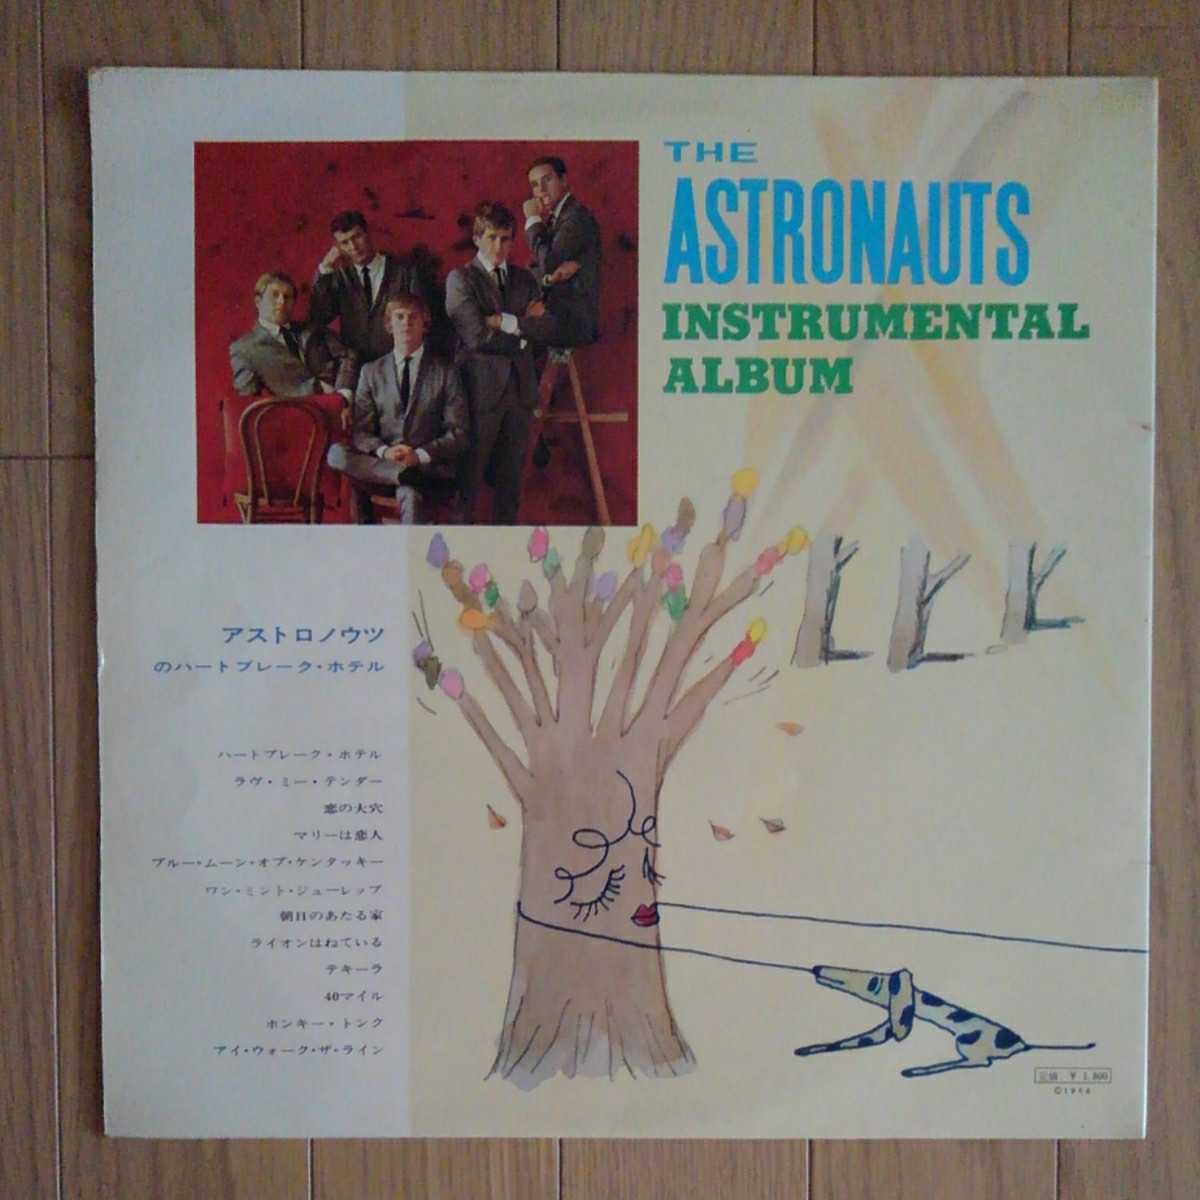 THE
ASTRONAUTS
INSTRUMENTAL
ALBUM
アストロノウツ
のハートブレーク・ホテル
ハートブレーク・ホテル
ラヴ・ミー・テンダー
恋の大穴
マリーは恋人
ブルー・ムーン・オブ・ケンタッキー
ワン・ミント・ジューレップ
朝日のあたる家
ライオンはねている
テキーラ
40マイル
ホンキー・トンク
アイ・ウォーク・ザ・ライン
定価 ￥1,800